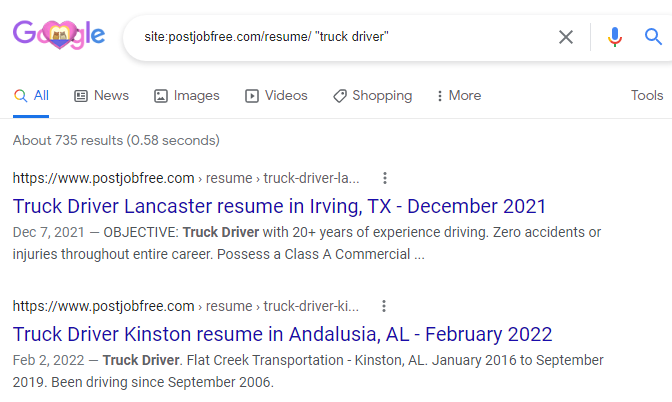 Google
site:postjobfree.com/resume/ "truck driver"
All News Images Videos Shopping More Tools
About 735 results (0.58 seconds)
https://www.postjobfree.com › resume › truck-driver-la...
Truck Driver Lancaster resume in Irving, TX - December 2021
Dec 7, 2021 — OBJECTIVE: Truck Driver with 20+ years of experience driving. Zero accidents or
injuries throughout entire career. Possess a Class A Commercial ...
https://www.postjobfree.com › resume › truck-driver-ki...
Truck Driver Kinston resume in Andalusia, AL - February 2022
Feb 2, 2022 — Truck Driver. Flat Creek Transportation - Kinston, AL. January 2016 to September
2019. Been driving since September 2006.